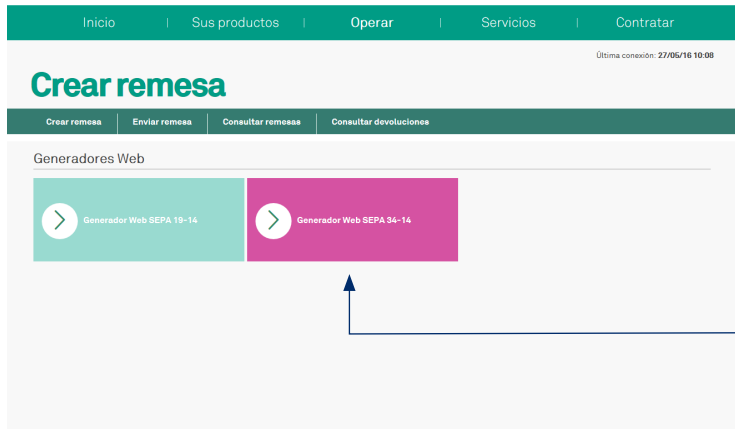 Inicio | Sus productos | Operar | Servicios | Contratar
Última conexión: 27/05/16 10:08
Crear remesa
Crear remesa Enviar remesa Consultar remesas Consultar devoluciones
Generadores Web
Generador Web SEPA 19-14 Generador Web SEPA 34-14